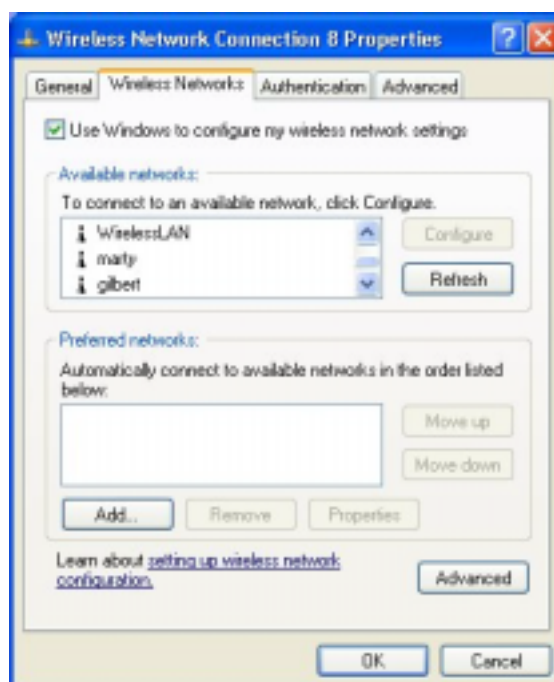 Wireless Network Connection 8 Properties
General Wireless Networks Authentication Advanced
Use Windows to configure my wireless network settings
Available networks:
To connect to an available network, click Configure.
WirelessLAN
marty
gilbert
Configure
Refresh
Preferred networks:
Automatically connect to available networks in the order listed
below:
Move up
Move down
Add... Remove Properties
Learn about setting up wireless network
configuration.
Advanced
OK Cancel